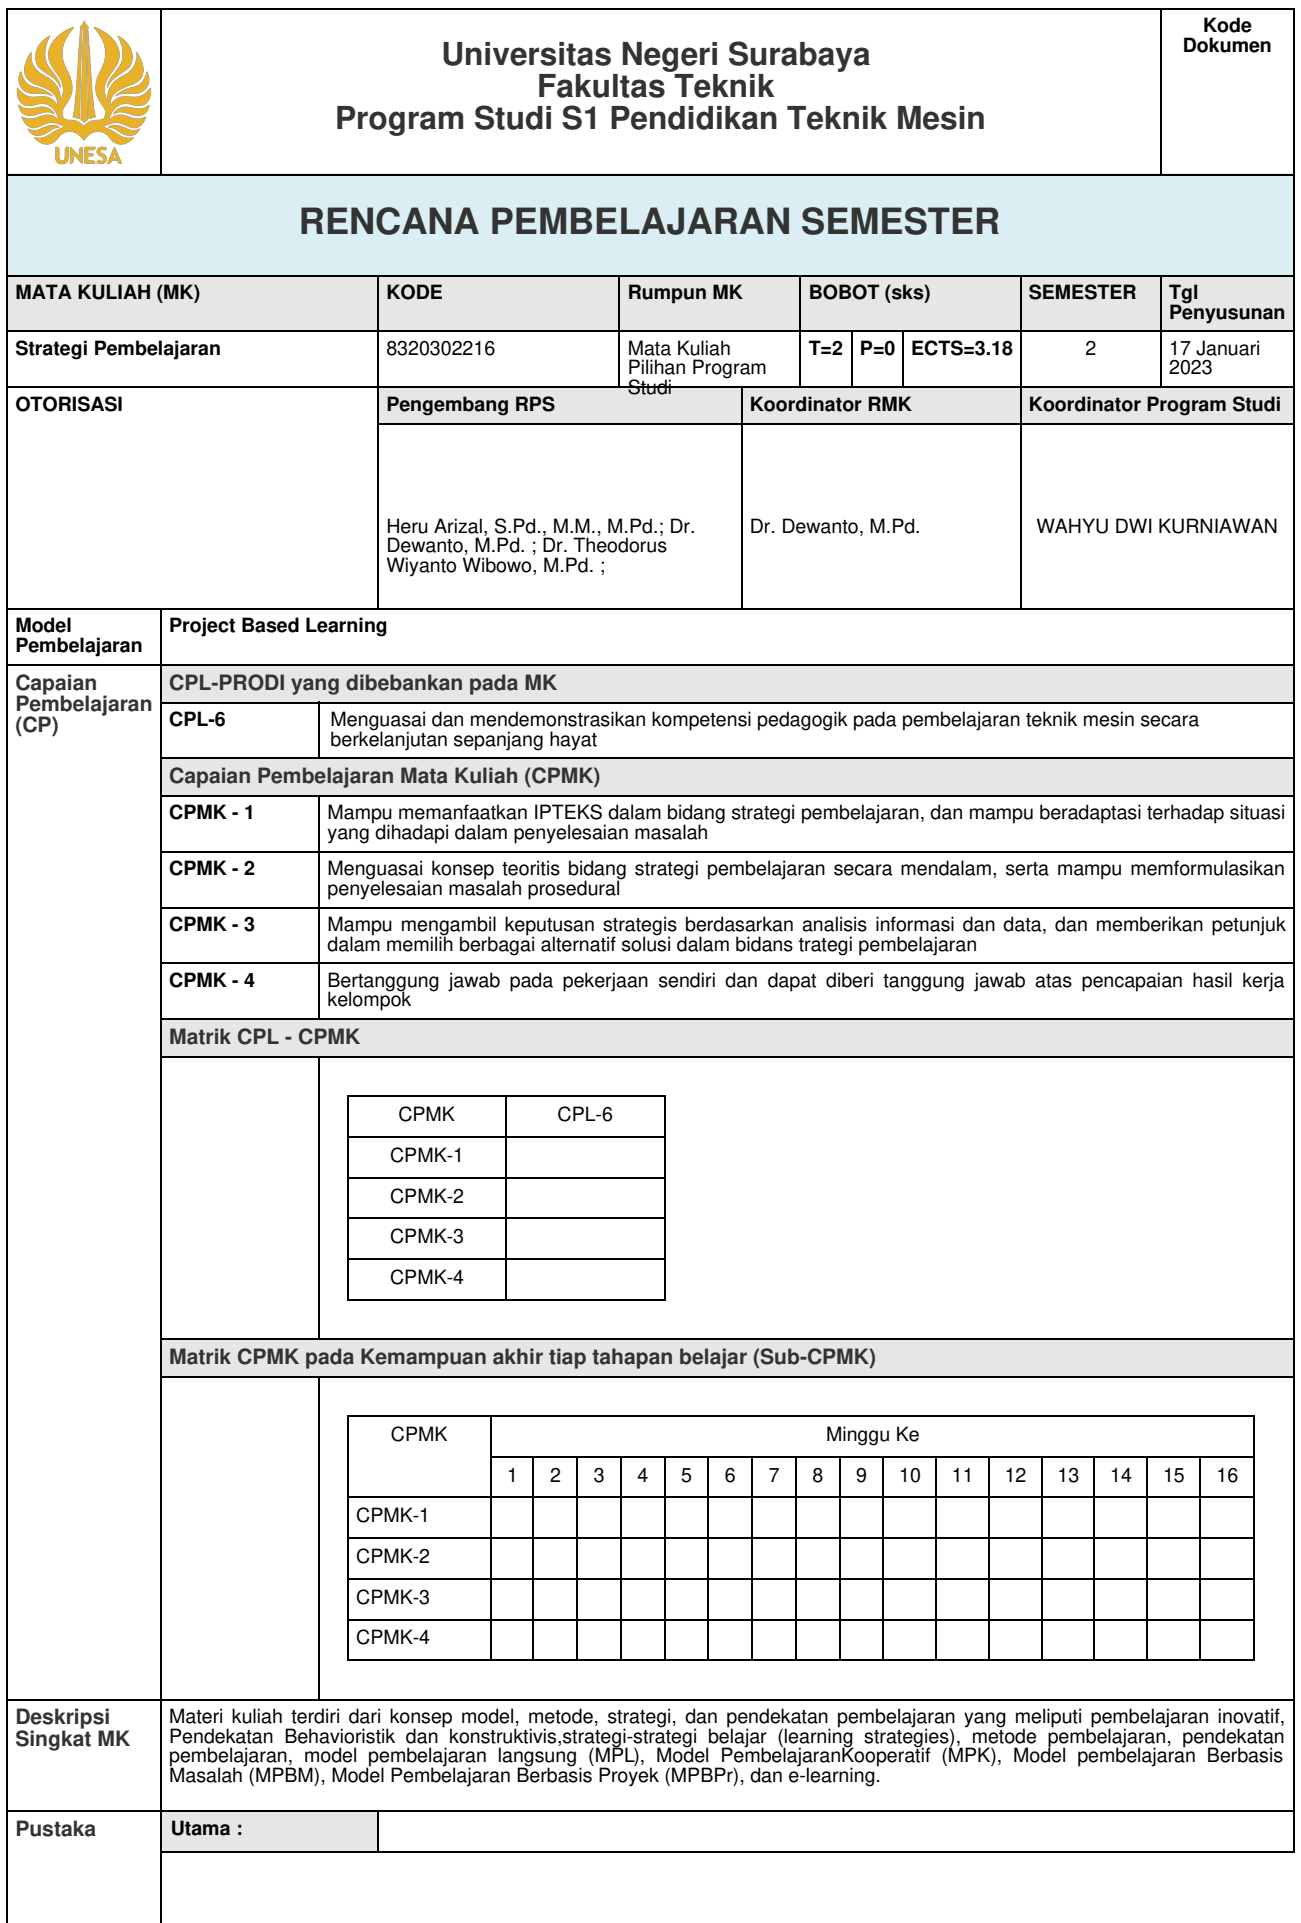 UNESA
Universitas Negeri Surabaya
Fakultas Teknik
Program Studi S1 Pendidikan Teknik Mesin
Kode
Dokumen
RENCANA PEMBELAJARAN SEMESTER
MATA KULIAH (MK)
KODE
Rumpun MK
BOBOT (sks)
SEMESTER
Tgl
Penyusunan
Strategi Pembelajaran
8320302216
Mata Kuliah
Pilihan Program
Studi
T=2
P=0
ECTS=3.18
2
17 Januari
2023
OTORISASI
Pengembang RPS
Koordinator RMK
Koordinator Program Studi
Heru Arizal, S.Pd., M.M., M.Pd.; Dr.
Dewanto, M.Pd. ; Dr. Theodorus
Wiyanto Wibowo, M.Pd. ;
Dr. Dewanto, M.Pd.
WAHYU DWI KURNIAWAN
Model
Pembelajaran
Project Based Learning
Capaian
Pembelajaran
(CP)
CPL-PRODI yang dibebankan pada MK
CPL-6
Menguasai dan mendemonstrasikan kompetensi pedagogik pada pembelajaran teknik mesin secara
berkelanjutan sepanjang hayat
Capaian Pembelajaran Mata Kuliah (CPMK)
CPMK - 1
Mampu memanfaatkan IPTEKS dalam bidang strategi pembelajaran, dan mampu beradaptasi terhadap situasi
yang dihadapi dalam penyelesaian masalah
CPMK - 2
Menguasai konsep teoritis bidang strategi pembelajaran secara mendalam, serta mampu memformulasikan
penyelesaian masalah prosedural
CPMK - 3
Mampu mengambil keputusan strategis berdasarkan analisis informasi dan data, dan memberikan petunjuk
dalam memilih berbagai alternatif solusi dalam bidans trategi pembelajaran
CPMK - 4
Bertanggung jawab pada pekerjaan sendiri dan dapat diberi tanggung jawab atas pencapaian hasil kerja
kelompok
Matrik CPL - CPMK
CPMK CPL-6
CPMK-1
CPMK-2
CPMK-3
CPMK-4
Matrik CPMK pada Kemampuan akhir tiap tahapan belajar (Sub-CPMK)
CPMK Minggu Ke
1 2 3 4 5 6 7 8 9 10 11 12 13 14 15 16
CPMK-1
CPMK-2
CPMK-3
CPMK-4
Deskripsi
Singkat MK
Materi kuliah terdiri dari konsep model, metode, strategi, dan pendekatan pembelajaran yang meliputi pembelajaran inovatif,
Pendekatan Behavioristik dan konstruktivis,strategi-strategi belajar (learning strategies), metode pembelajaran, pendekatan
pembelajaran, model pembelajaran langsung (MPL), Model PembelajaranKooperatif (MPK), Model pembelajaran Berbasis
Masalah (MPBM), Model Pembelajaran Berbasis Proyek (MPBPr), dan e-learning.
Pustaka
Utama :